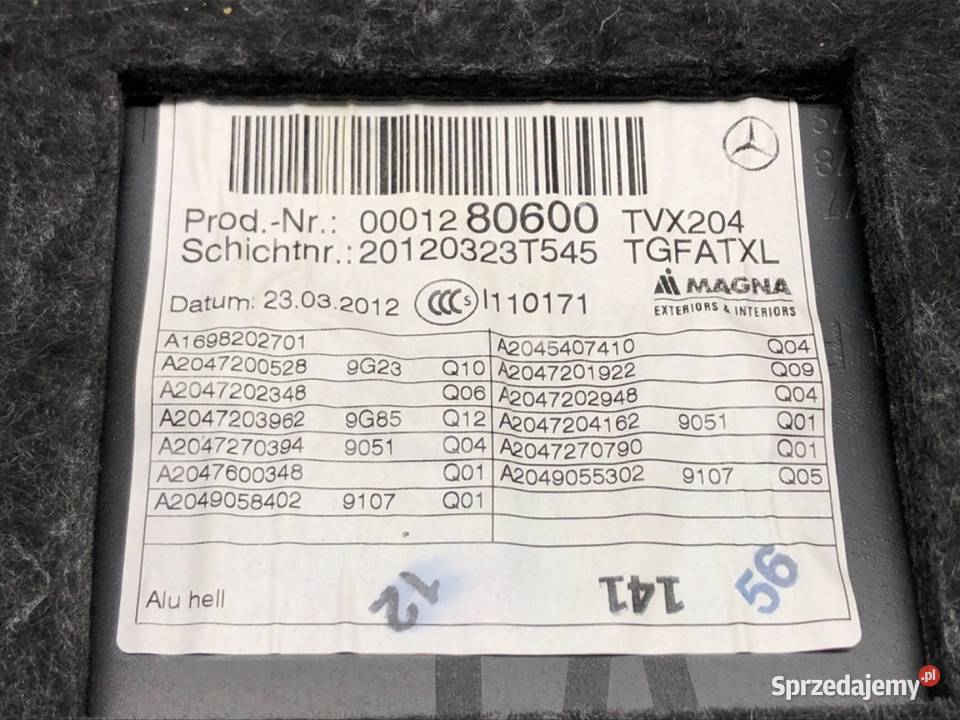 Prod.-Nr.: 00012 80600 TVX204
Schichtnr.: 20120323T545 TGFATXL
Datum: 23.03.2012 CCC S I110171
MAGNA
EXTERIORS & INTERIORS
A1698202701 A2045407410 Q04
A2047200528 9G23 Q10 A2047201922 Q09
A2047202348 Q06 A2047202948 Q04
A2047203962 9G85 Q12 A2047204162 9051 Q01
A2047270394 9051 Q04 A2047270790 Q01
A2047600348 Q01 A2049055302 9107 Q05
A2049058402 9107 Q01
Alu hell 12 141 56
Sprzedajemy.pl